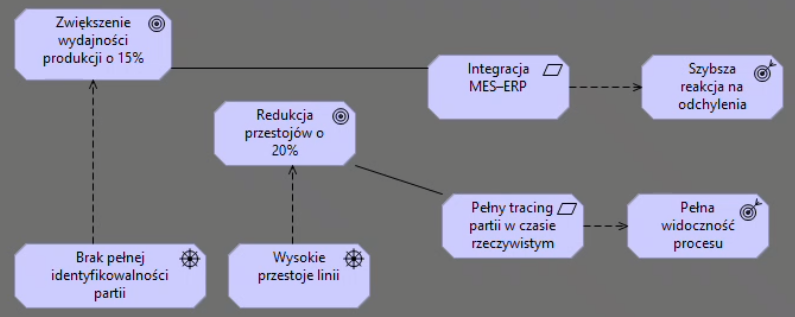 Zwiększenie
wydajności
produkcji o 15%
Integracja
MES–ERP
Szybsza
reakcja na
odchylenia
Redukcja
przestojów o
20%
Pełny tracing
partii w czasie
rzeczywistym
Pełna
widoczność
procesu
Brak pełnej
identyfikowalności
partii
Wysokie
przestoje linii